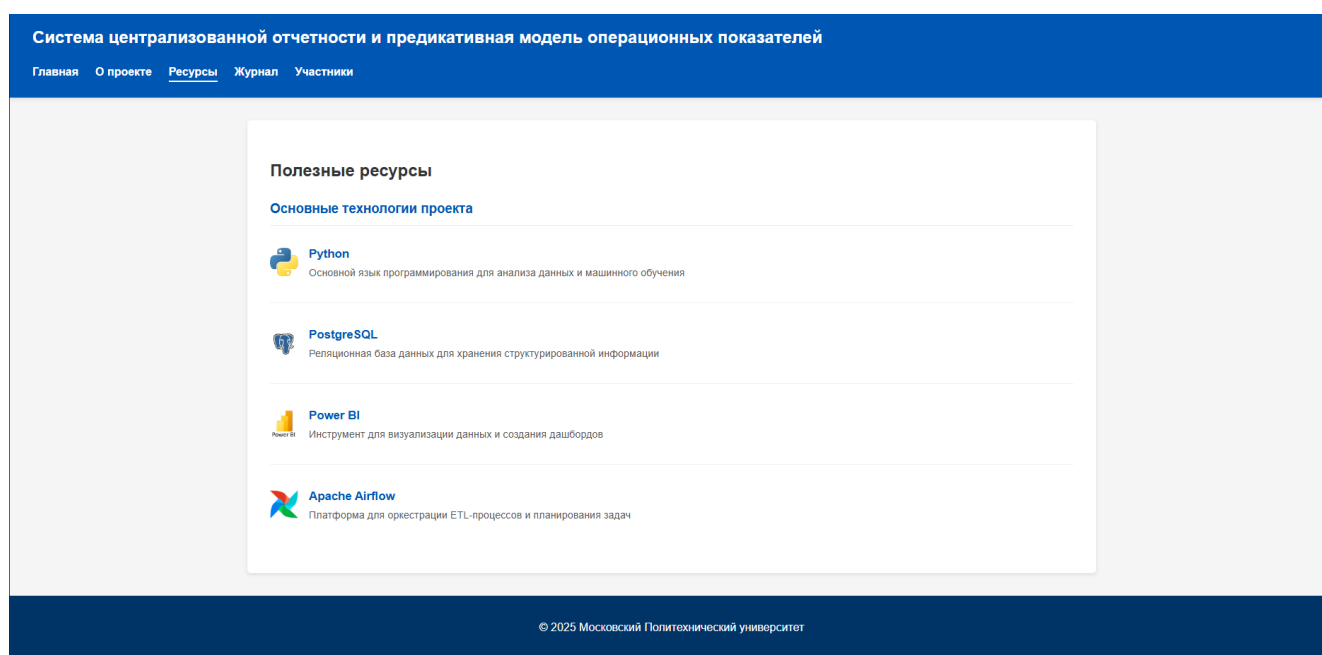 Система централизованной отчетности и предикативная модель операционных показателей
Главная О проекте Ресурсы Журнал Участники
Полезные ресурсы
Основные технологии проекта
Python
Основной язык программирования для анализа данных и машинного обучения
PostgreSQL
Реляционная база данных для хранения структурированной информации
Power BI
Power BI
Инструмент для визуализации данных и создания дашбордов
Apache Airflow
Платформа для оркестрации ETL-процессов и планирования задач
© 2025 Московский Политехнический университет